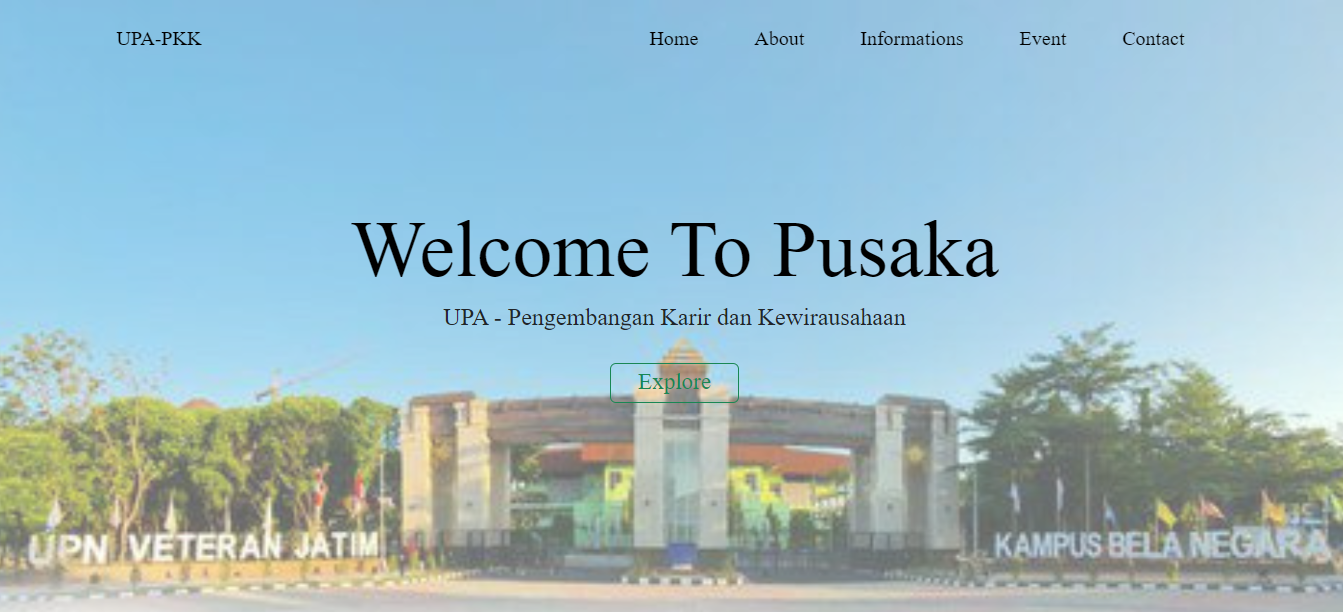 UPA-PKK Home About Informations Event Contact
Welcome To Pusaka
UPA - Pengembangan Karir dan Kewirausahaan
Explore
UPN VETERAN JATIM
KAMPUS BELA NEGARA